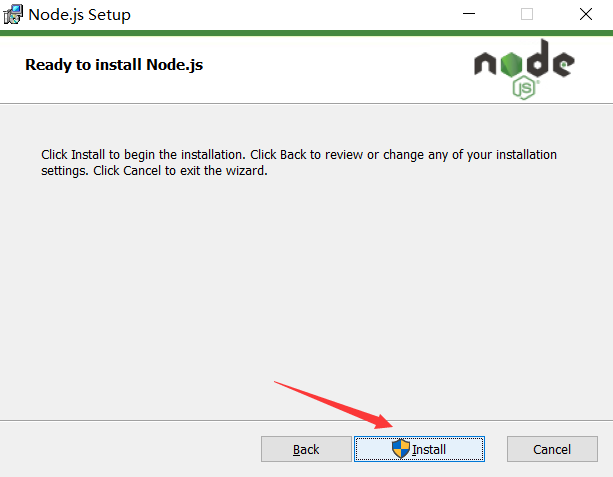 Node.js Setup
Ready to install Node.js
node
JS
Click Install to begin the installation. Click Back to review or change any of your installation
settings. Click Cancel to exit the wizard.
Back
Install
Cancel